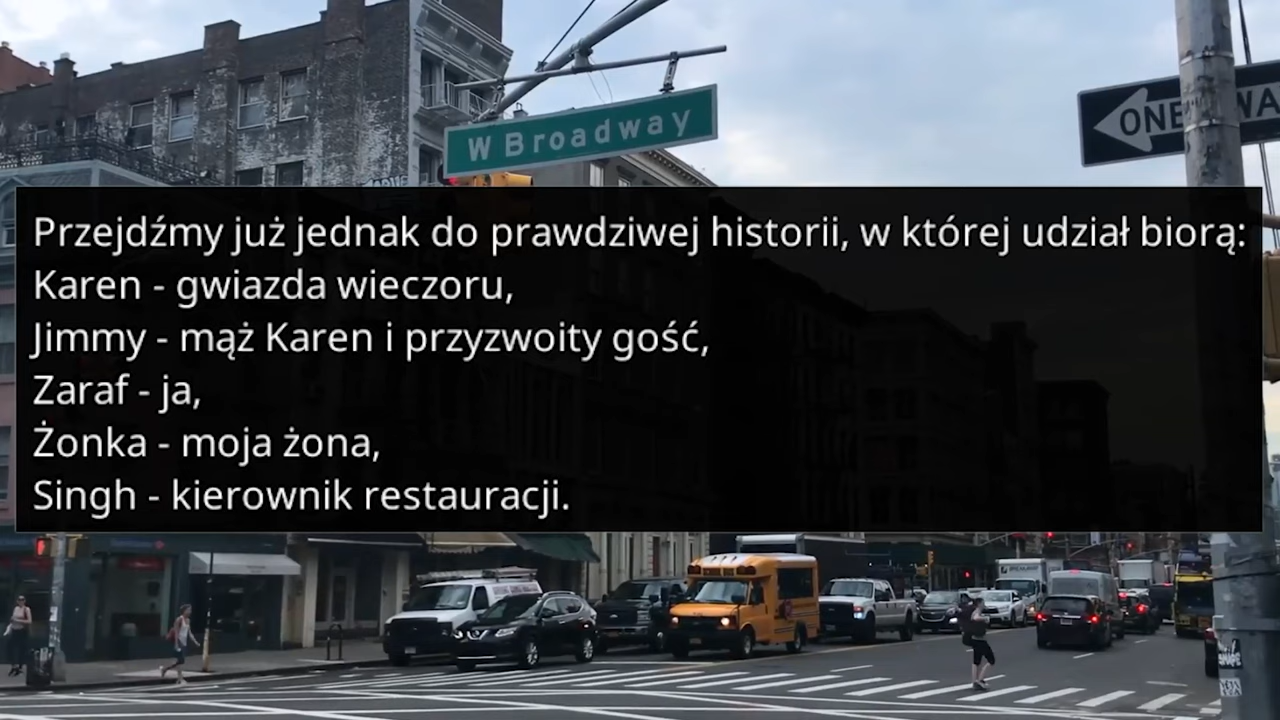 W Broadway
ONE WA
Przejdźmy już jednak do prawdziwej historii, w której udział biorą:
Karen - gwiazda wieczoru,
Jimmy - mąż Karen i przyzwoity gość,
Zaraf - ja,
Żonka - moja żona,
Singh - kierownik restauracji.